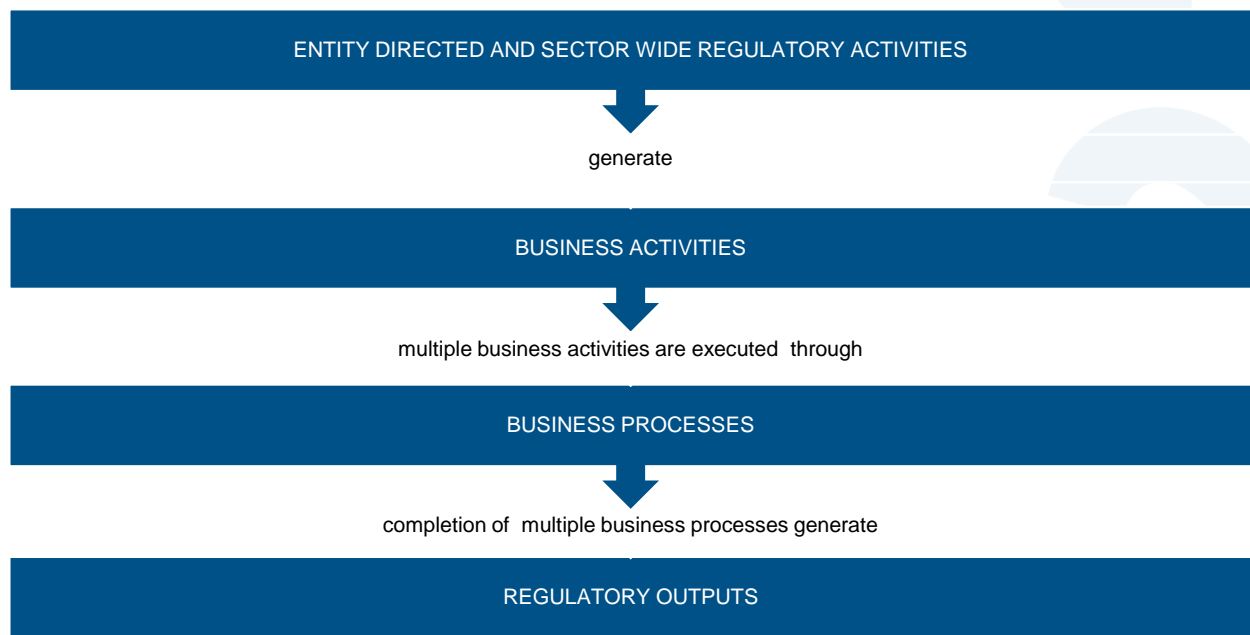 ENTITY DIRECTED AND SECTOR WIDE REGULATORY ACTIVITIES
generate
BUSINESS ACTIVITIES
multiple business activities are executed through
BUSINESS PROCESSES
completion of multiple business processes generate
REGULATORY OUTPUTS